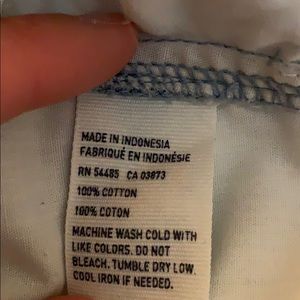 MADE IN INDONESIA
FABRIQUÉ EN INDONÉSIE
RN 54485 CA 03873
100% COTTON
100% COTON
MACHINE WASH COLD WITH
LIKE COLORS. DO NOT
BLEACH. TUMBLE DRY LOW.
COOL IRON IF NEEDED.